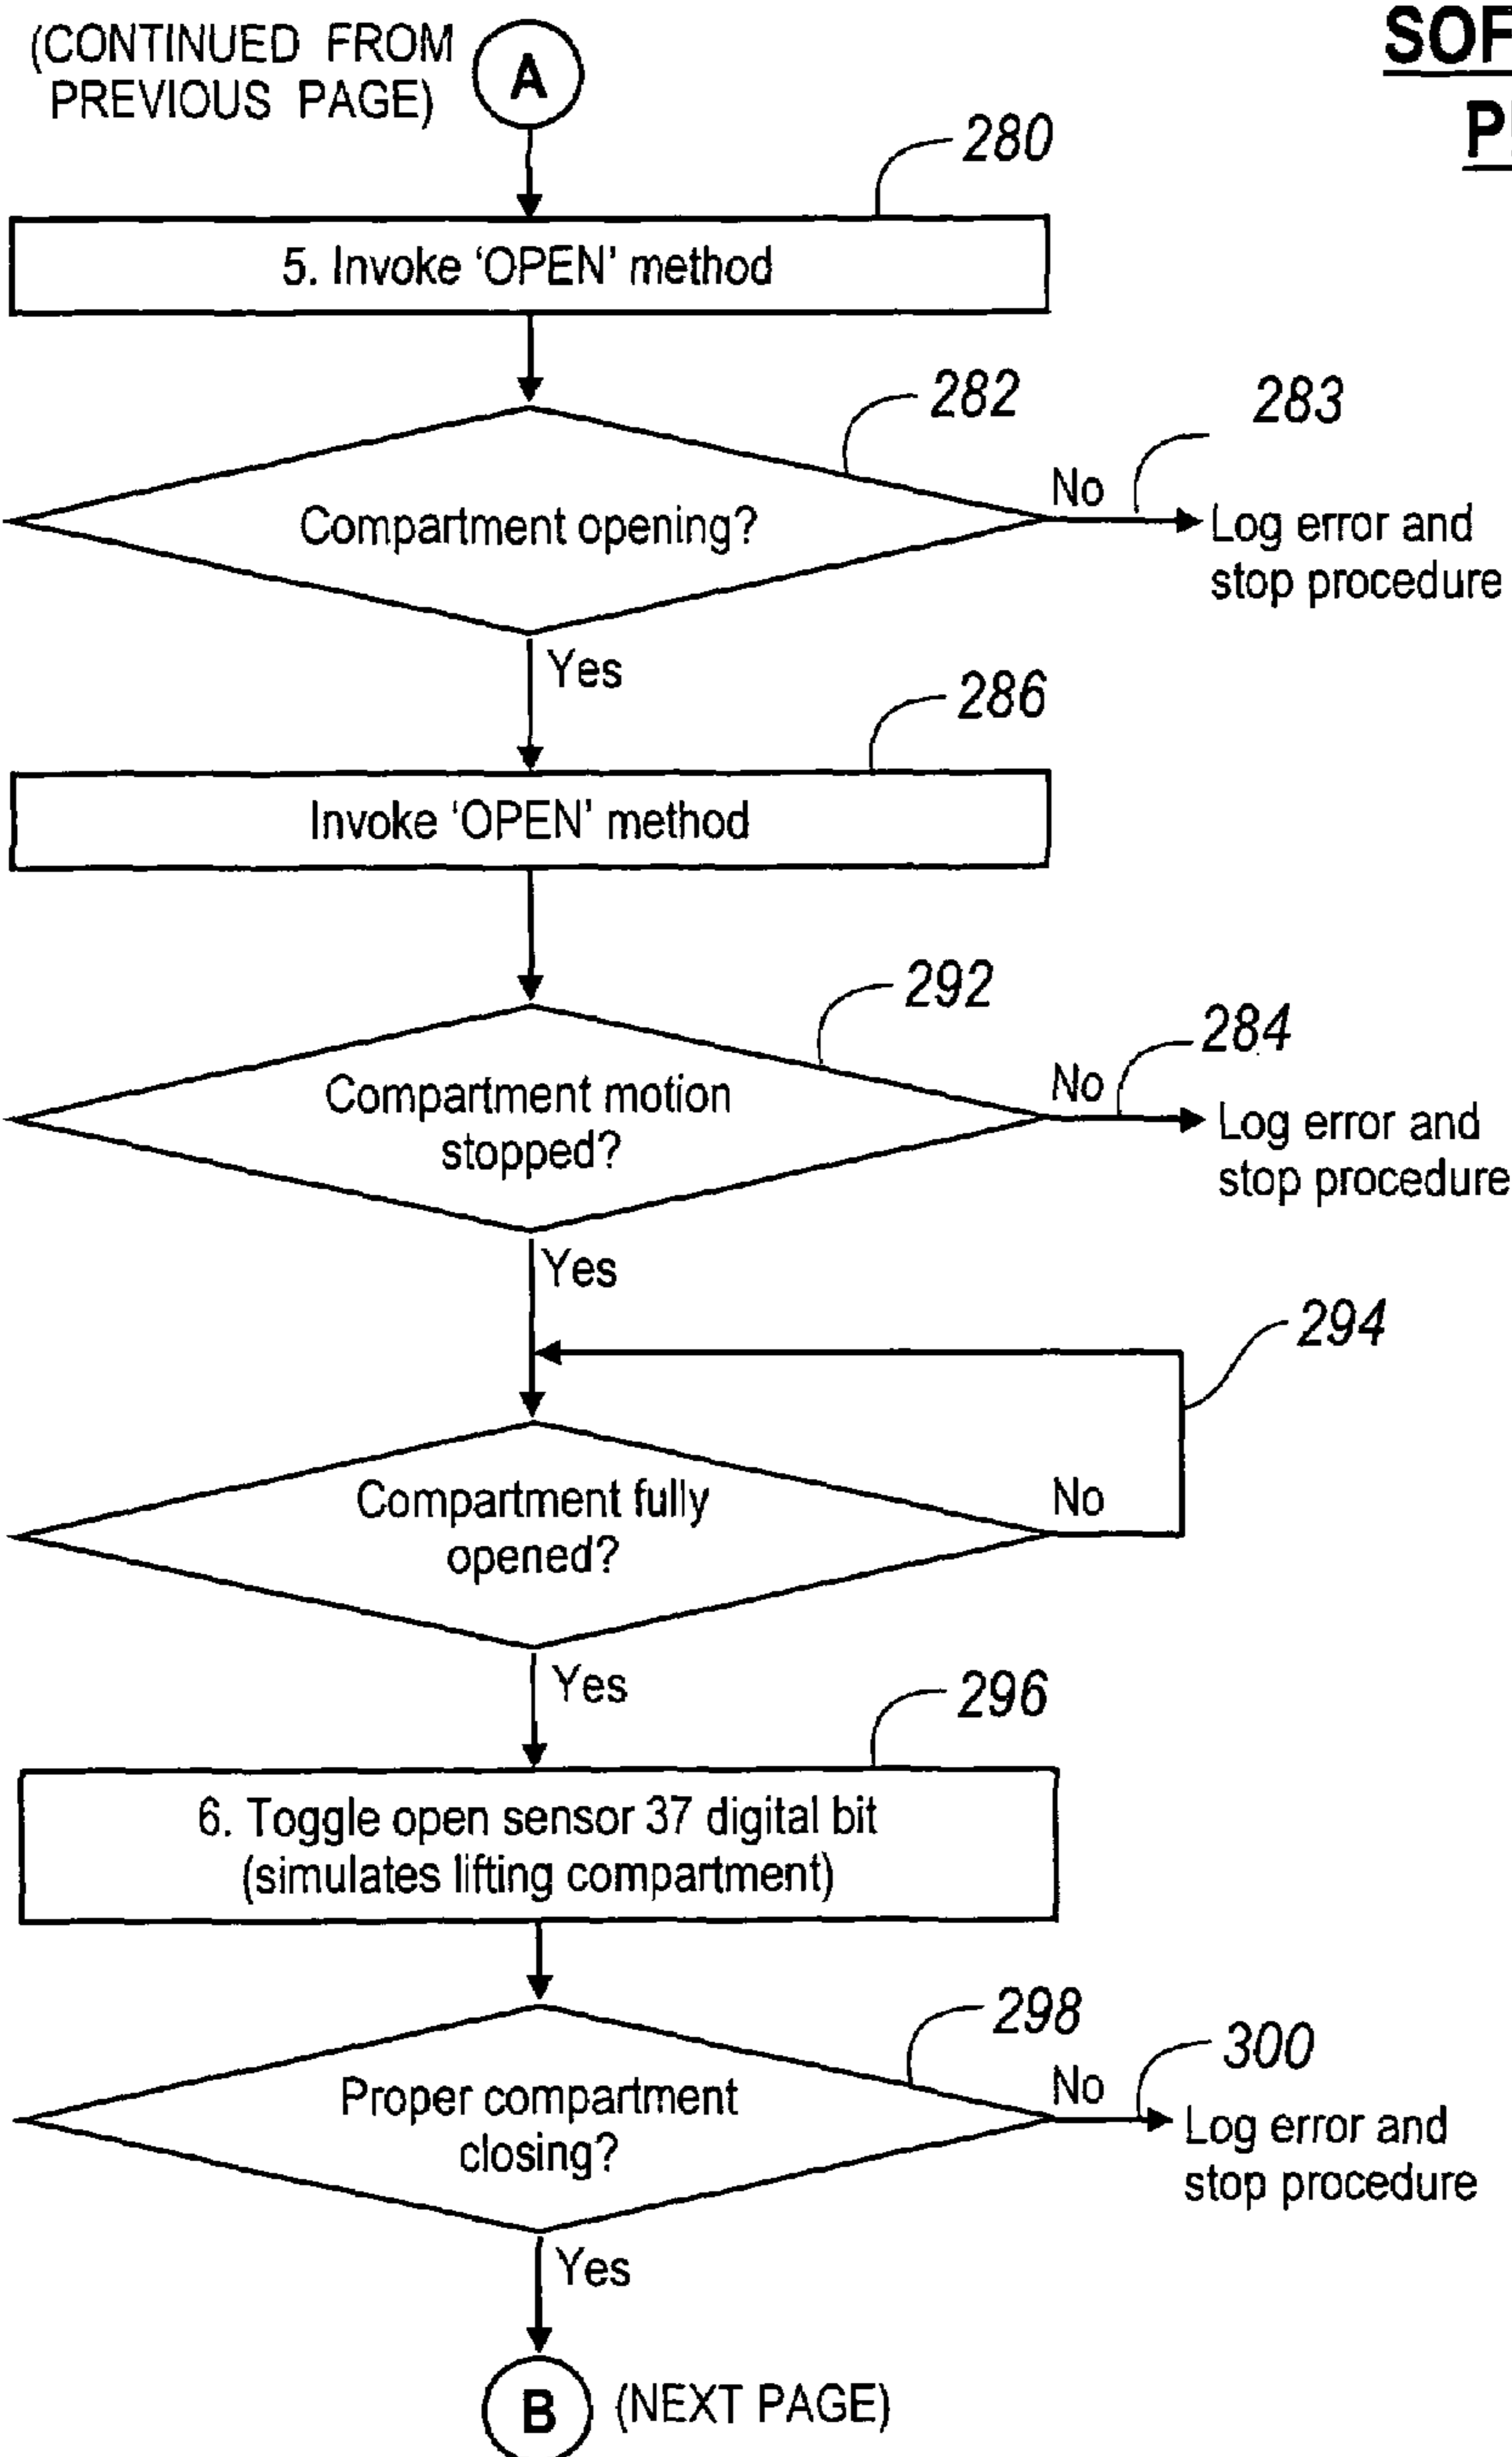 (CONTINUED FROM
PREVIOUS PAGE)
A
SOF
P
280
5. Invoke ‘OPEN’ method
282
283
Compartment opening?
No
Log error and
stop procedure
Yes
286
Invoke ‘OPEN’ method
292
284
Compartment motion
stopped?
No
Log error and
stop procedure
Yes
294
Compartment fully
opened?
No
Yes
296
6. Toggle open sensor 37 digital bit
(simulates lifting compartment)
298
300
Proper compartment
closing?
No
Log error and
stop procedure
Yes
B
(NEXT PAGE)